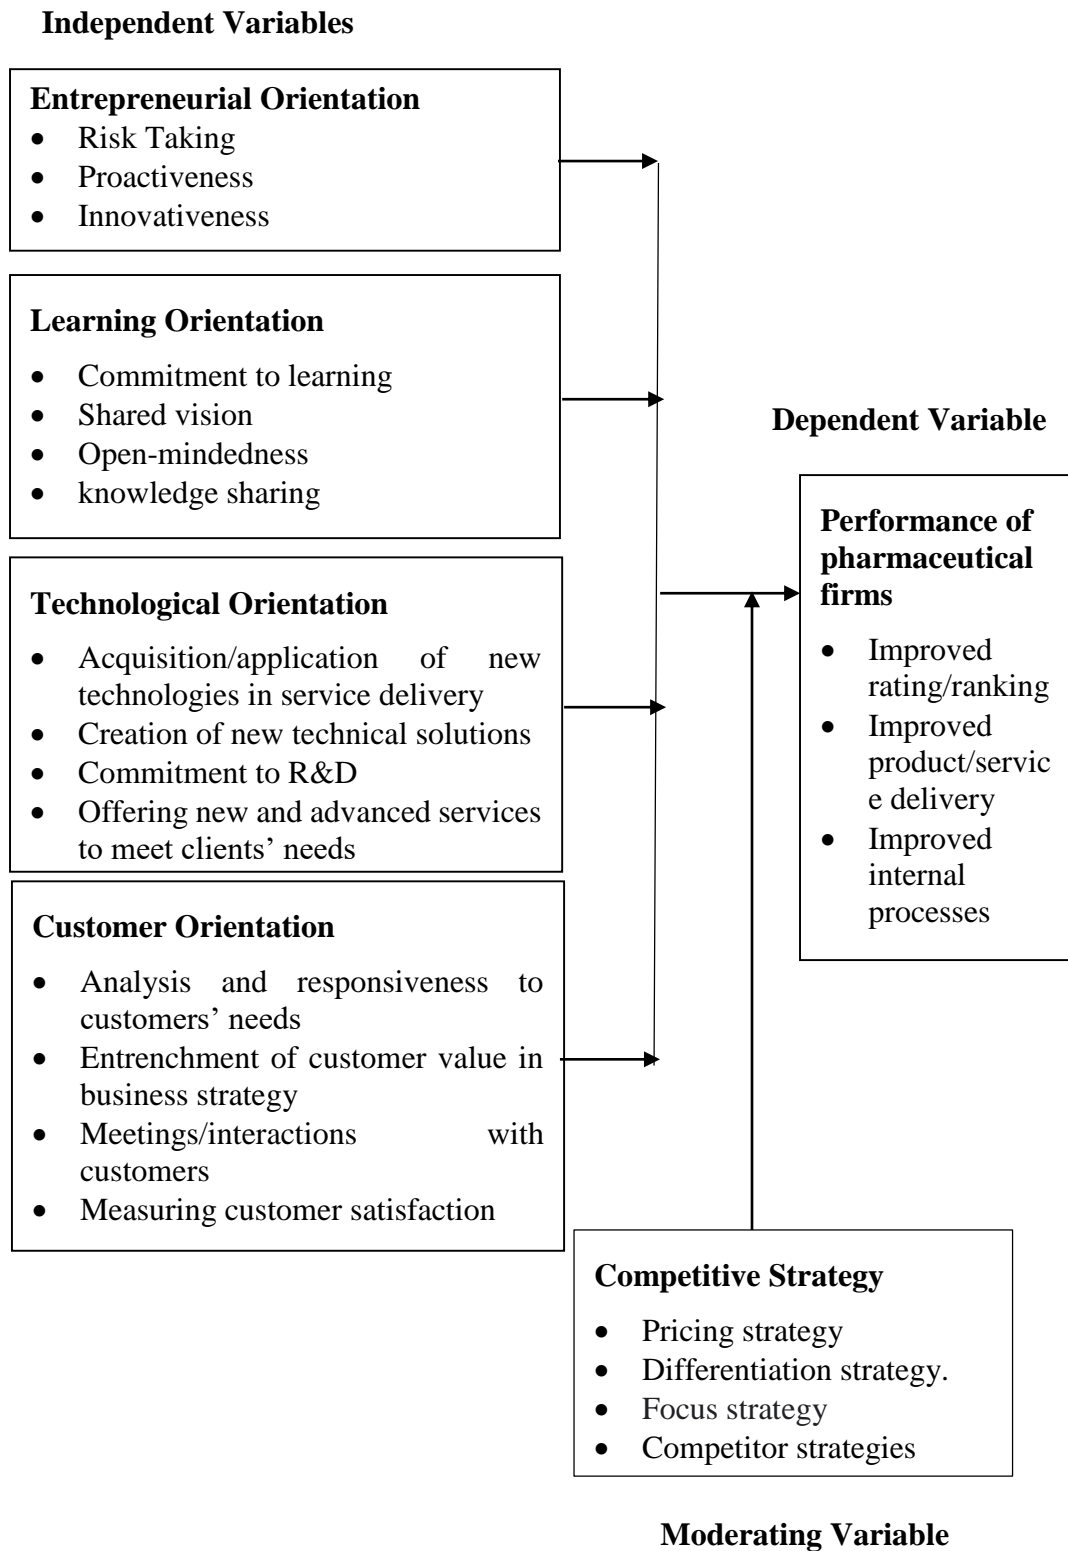 Independent Variables
Entrepreneurial Orientation
• Risk Taking
• Proactiveness
• Innovativeness
Learning Orientation
• Commitment to learning
• Shared vision
• Open-mindedness
• knowledge sharing
Technological Orientation
• Acquisition/application of new
technologies in service delivery
• Creation of new technical solutions
• Commitment to R&D
• Offering new and advanced services
to meet clients’ needs
Customer Orientation
• Analysis and responsiveness to
customers’ needs
• Entrenchment of customer value in
business strategy
• Meetings/interactions with
customers
• Measuring customer satisfaction
Dependent Variable
Performance of
pharmaceutical
firms
• Improved
rating/ranking
• Improved
product/servic
e delivery
• Improved
internal
processes
Competitive Strategy
• Pricing strategy
• Differentiation strategy.
• Focus strategy
• Competitor strategies
Moderating Variable